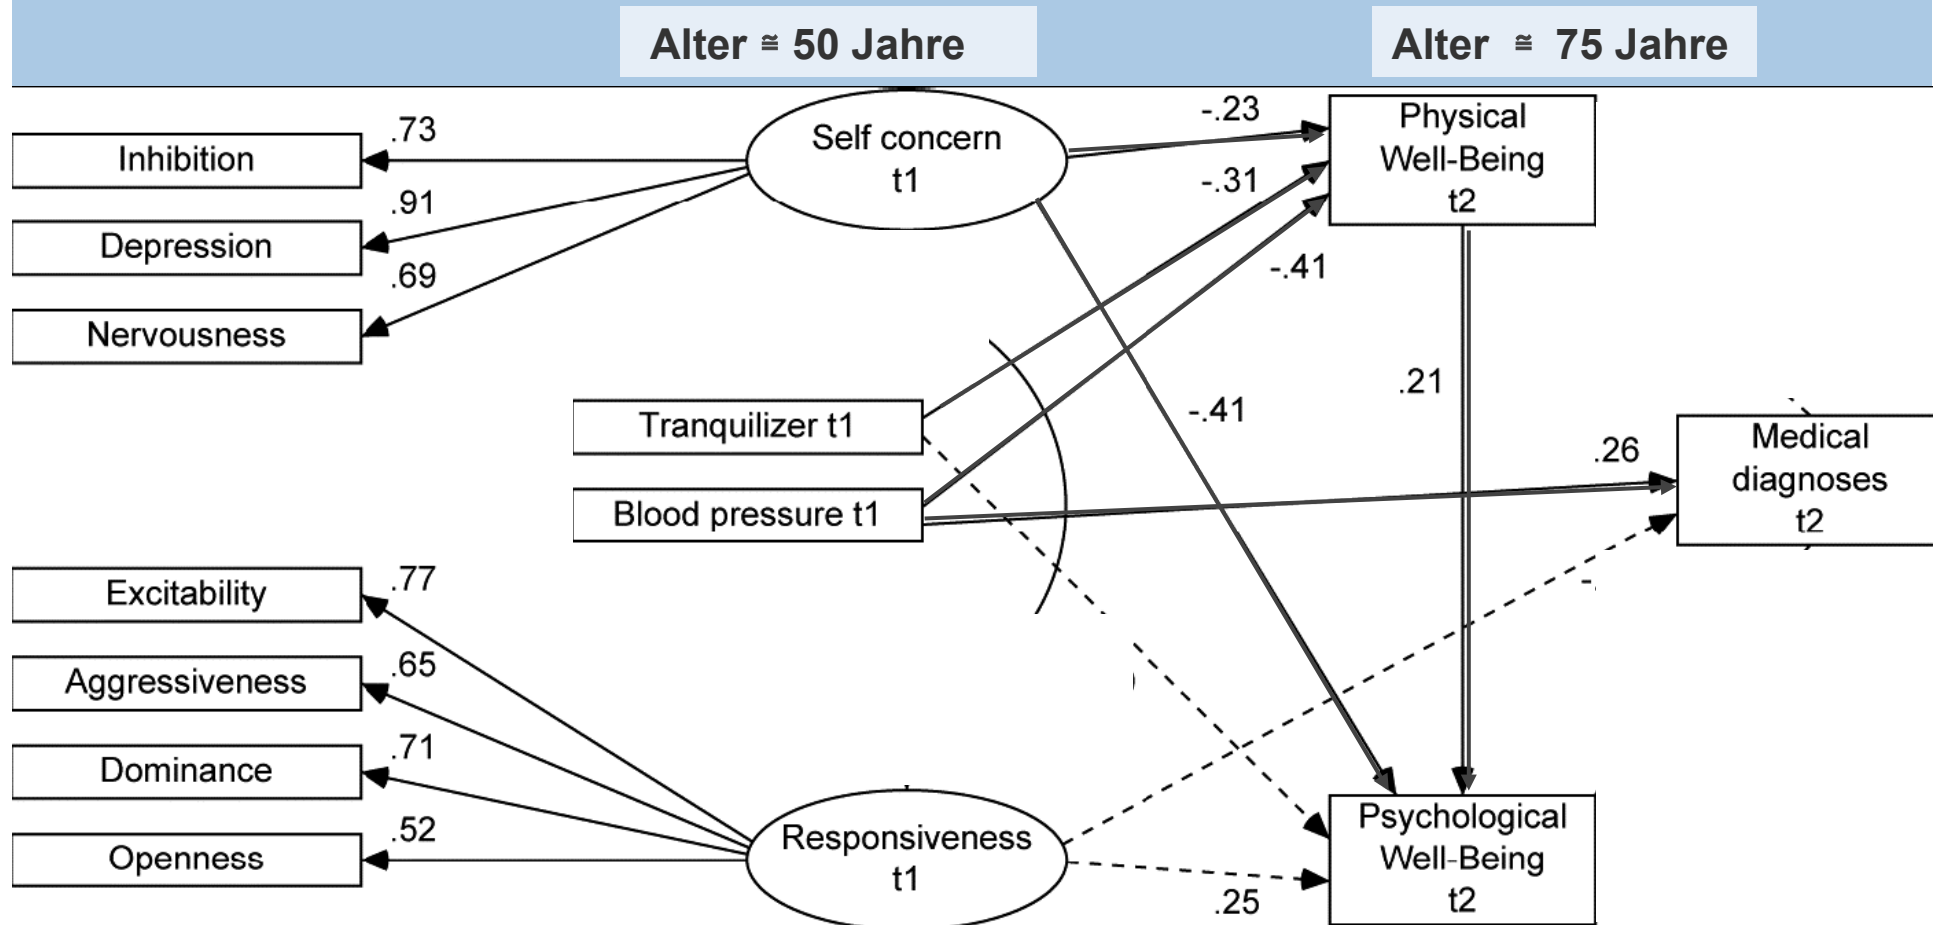 Alter ≅ 50 Jahre
Alter ≅ 75 Jahre
Inhibition
.73
Depression
.91
Nervousness
.69
Self concern
t1
-.23
-.31
-.41
Physical
Well-Being
t2
Tranquilizer t1
Blood pressure t1
-.41
.21
.26
Medical
diagnoses
t2
-
Excitability
.77
Aggressiveness
.65
Dominance
.71
Openness
.52
Responsiveness
t1
.25
Psychological
Well-Being
t2